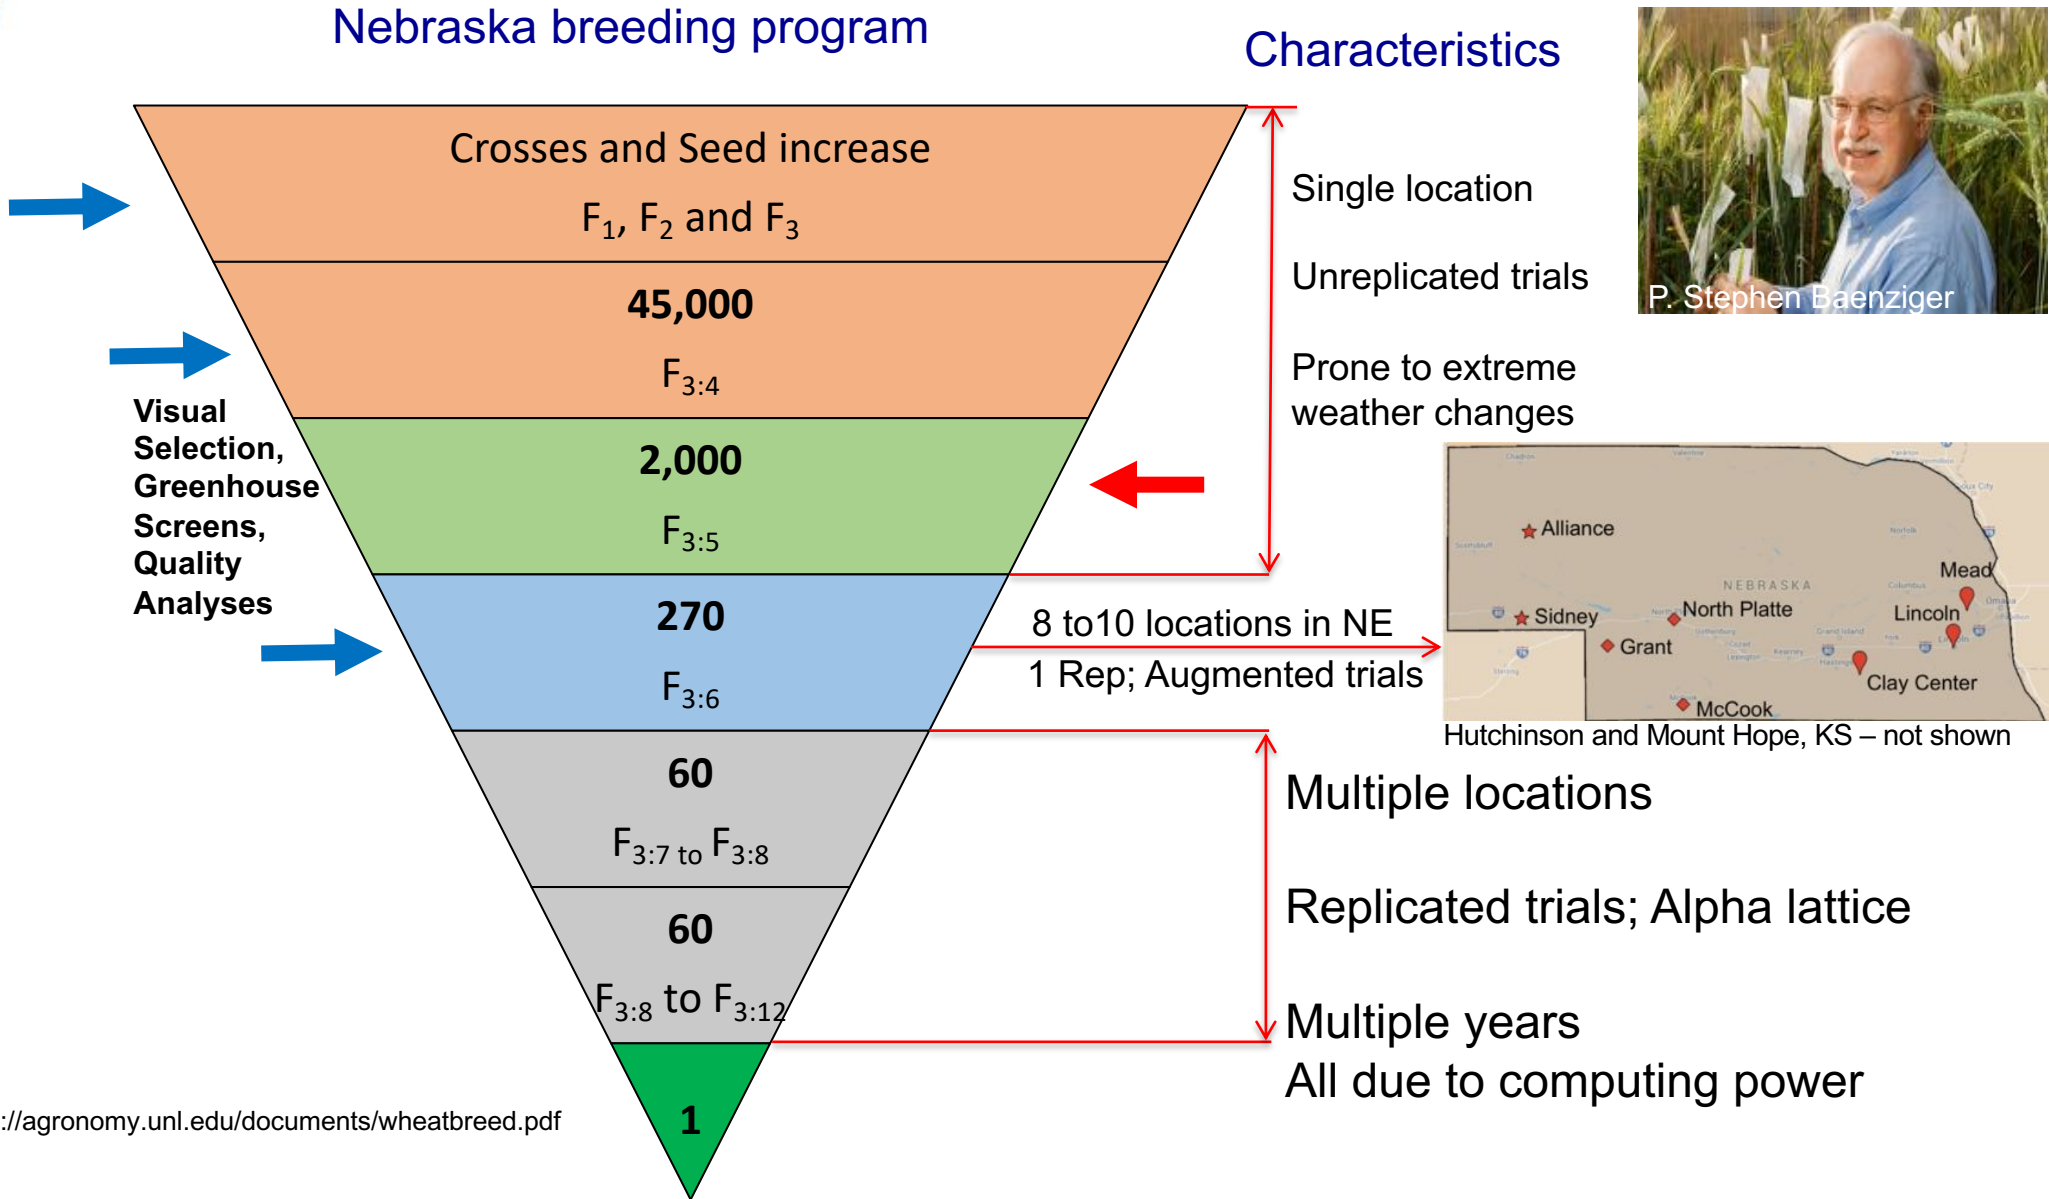 Nebraska breeding program
Characteristics
Crosses and Seed increase
F1, F2 and F3
45,000
F3:4
2,000
F3:5
270
F3:6
60
F3:7 to F3:8
60
F3:8 to F3:12
1
Visual
Selection,
Greenhouse
Screens,
Quality
Analyses
Single location
Unreplicated trials
Prone to extreme
weather changes
P. Stephen Baenziger
8 to10 locations in NE
1 Rep; Augmented trials
Alliance
NEBRASKA
Mead
Sidney
North Platte
Lincoln
Grant
Clay Center
McCook
Hutchinson and Mount Hope, KS – not shown
Multiple locations
Replicated trials; Alpha lattice
Multiple years
All due to computing power
://agronomy.unl.edu/documents/wheatbreed.pdf